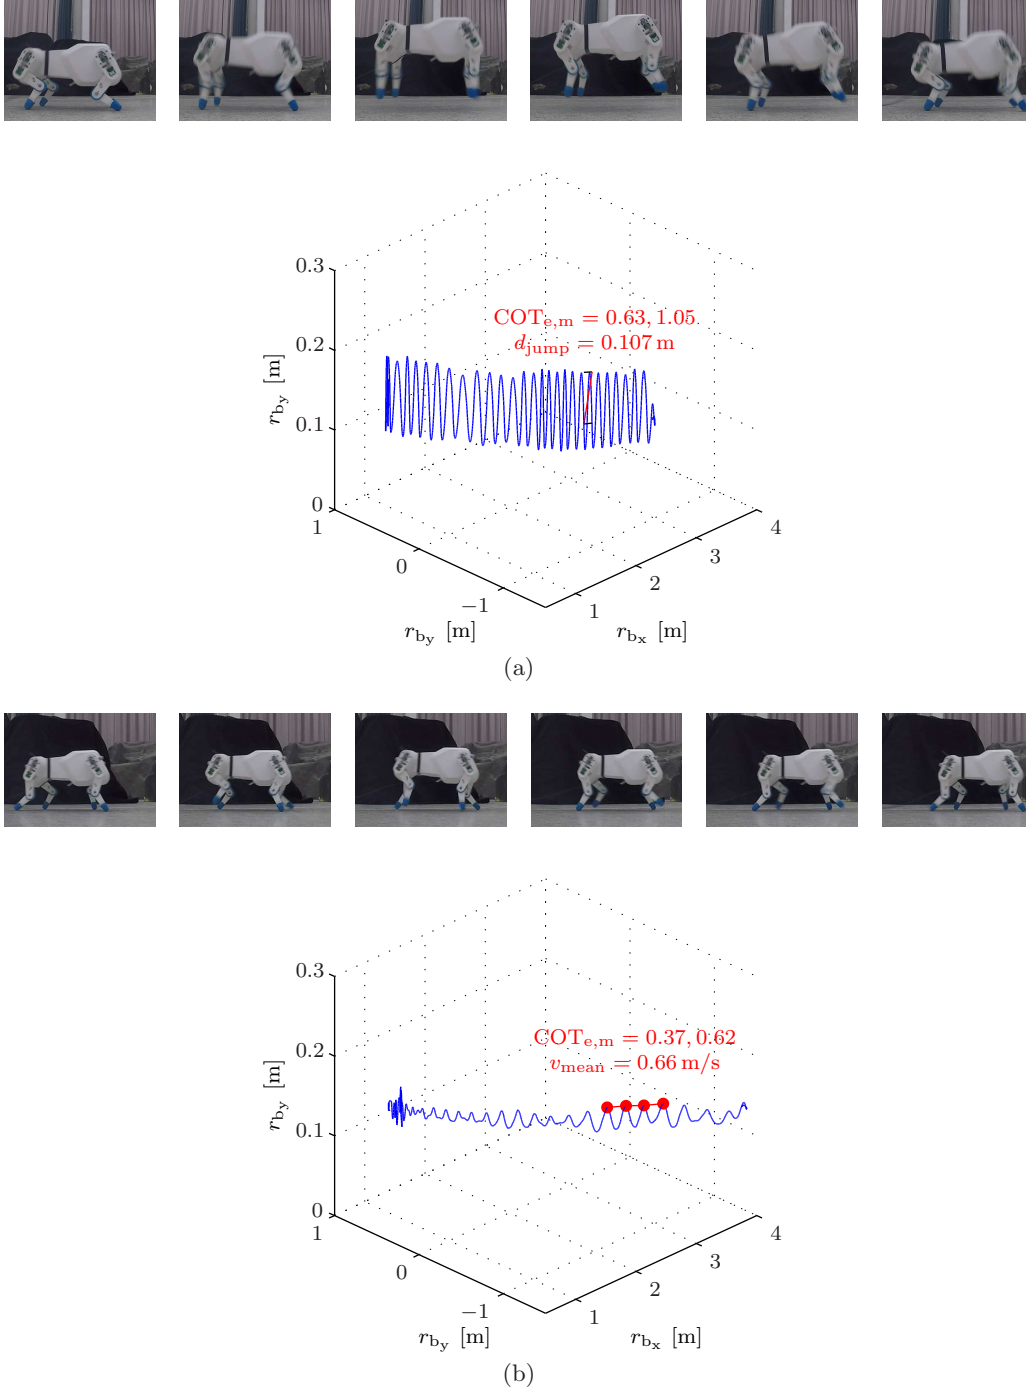 0.3
COTe,m = 0.63, 1.05
0.2
djump = 0.107 m
rby [m]
0.1
0
1
4
0
3
2
−1
1
rby [m]
rbx [m]
(a)
0.3
COTe,m = 0.37, 0.62
0.2
vmean = 0.66 m/s
rby [m]
0.1
0
1
4
0
3
2
−1
1
rby [m]
rbx [m]
(b)